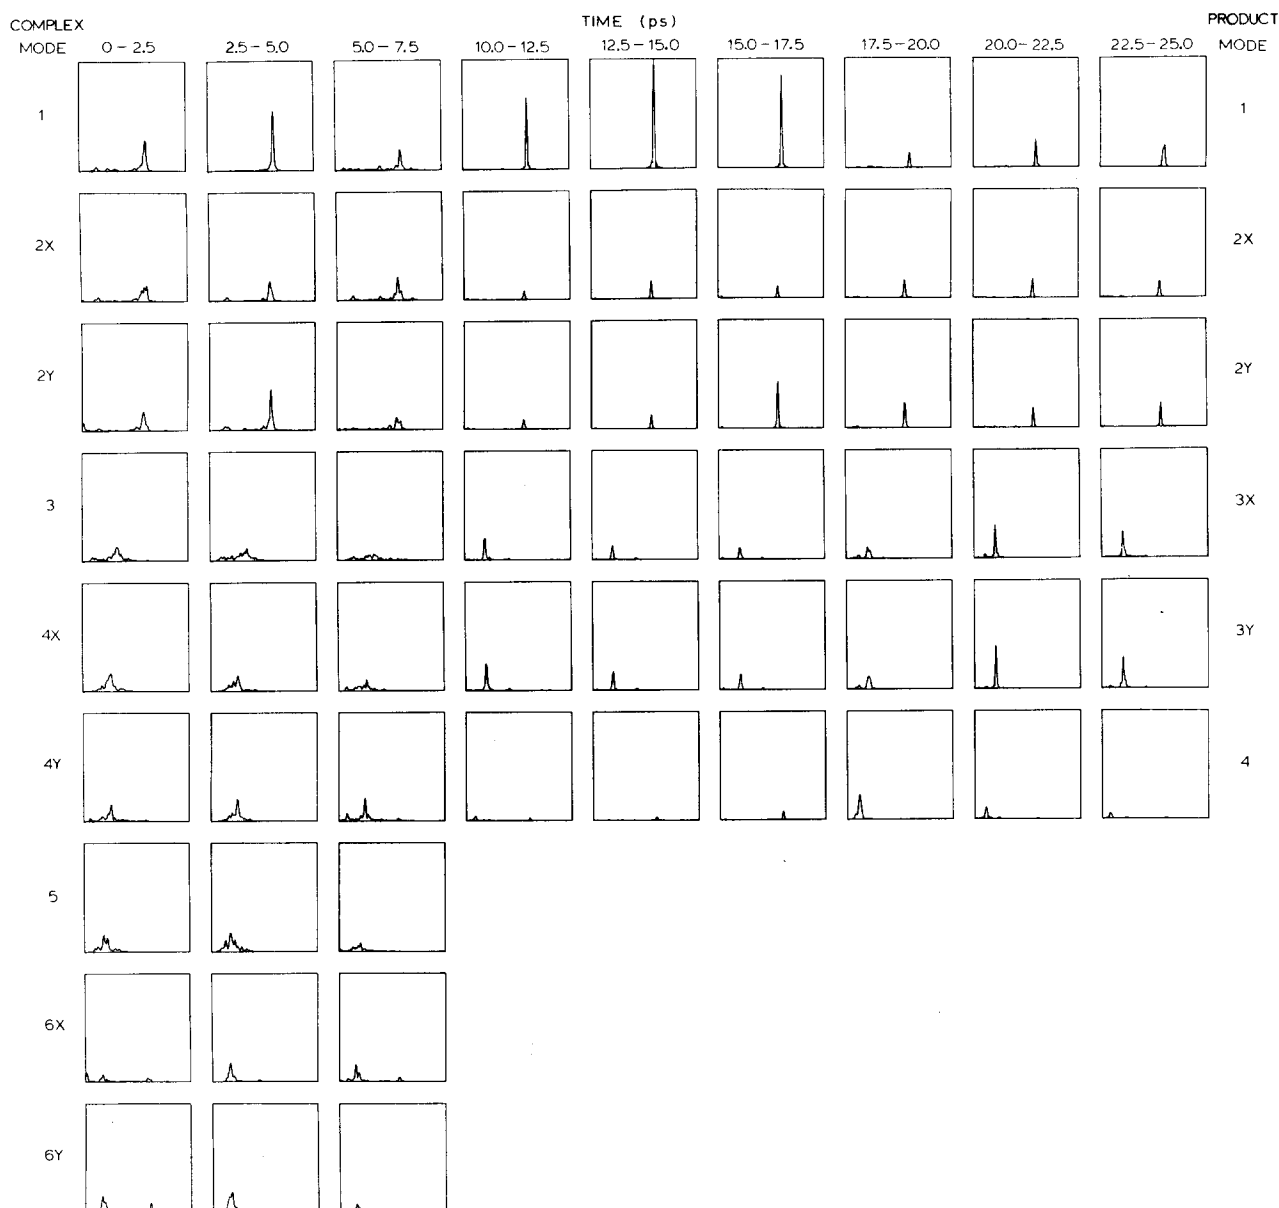 COMPLEX TIME (ps) PRODUCT
MODE 0-2.5 2.5-5.0 5.0-7.5 10.0-12.5 12.5-15.0 15.0-17.5 17.5-20.0 20.0-22.5 22.5-25.0 MODE
1 1
2X 2X
2Y 2Y
3 3X
4X 3Y
4Y 4
5
6X
6Y